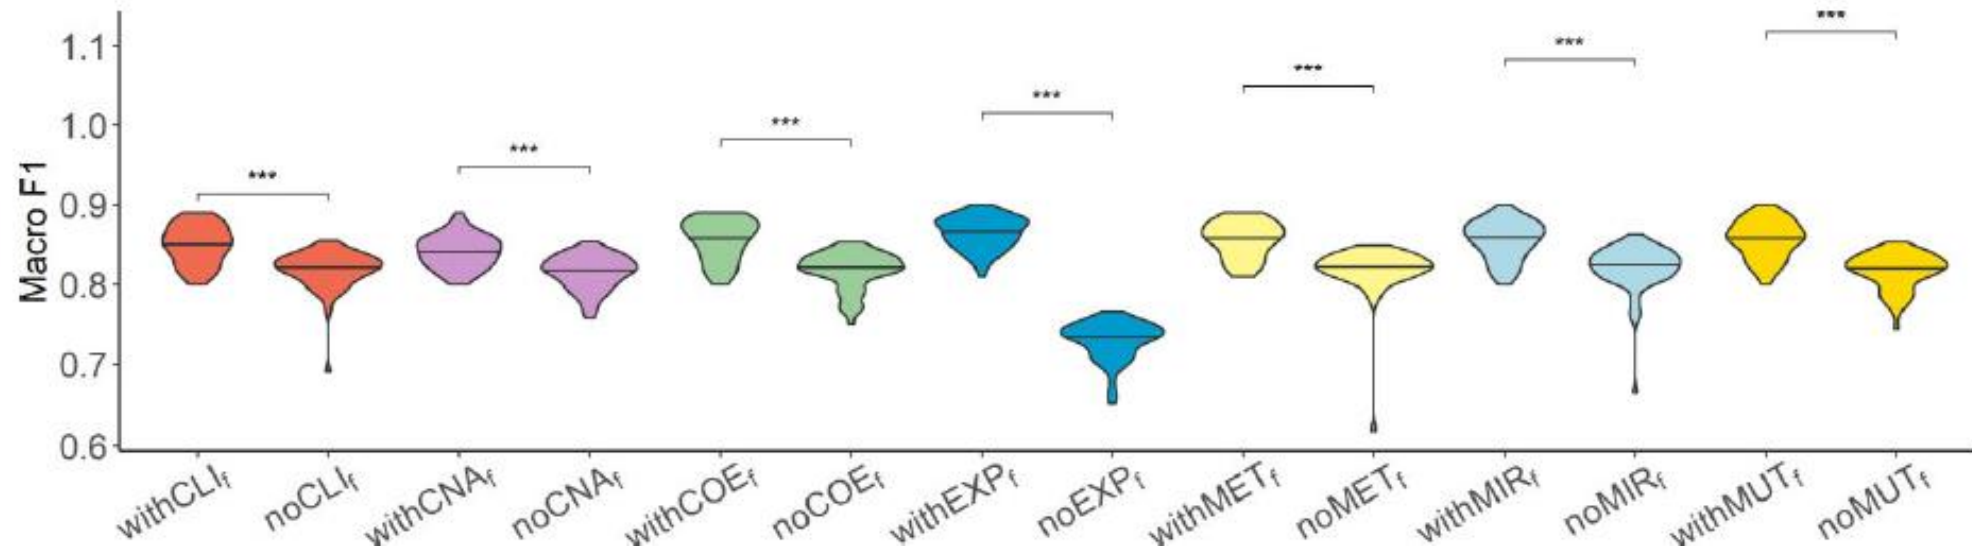 ***
1.1
***
***
1.0
***
***
***
***
0.9
0.8
0.7
0.6
Macro F1
withCLIf
noCLIf
withCNAf
noCNAf
withCOEf
noCOEf
withEXPf
noEXPf
withMETf
noMETf
withMIRf
noMIRf
withMUTf
noMUTf